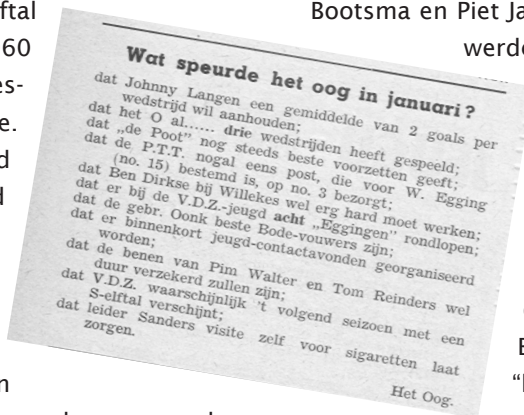 ftal
60
es-
e.
d
d
n
Bootsma en Piet Ja
werde
Wat speurde het oog in januari?
dat Johnny Langen een gemiddelde van 2 goals per
wedstrijd wil aanhouden;
dat het O al...... drie wedstrijden heeft gespeeld;
dat „de Poot" nog steeds beste voorzetten geeft;
dat de P.T.T. nogal eens post, die voor W. Egging
(no. 15) bestemd is, op no. 3 bezorgt;
dat Ben Dirkse bij Willekes wel erg hard moet werken;
dat er bij de V.D.Z.-jeugd acht „Eggingen" rondlopen;
dat de gebr. Oonk beste Bode-vouwers zijn;
dat er binnenkort jeugd-contactavonden georganiseerd
worden;
dat de benen van Pim Walter en Tom Reinders wel
duur verzekerd zullen zijn;
dat V.D.Z. waarschijnlijk 't volgend seizoen met een
S-elftal verschijnt;
dat leider Sanders visite zelf voor sigaretten laat
zorgen.
Het Oog.